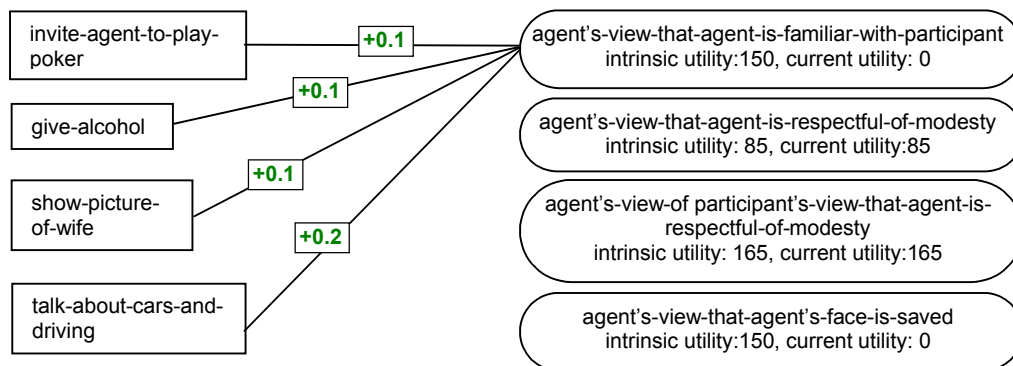 invite-agent-to-play-
poker
+0.1
agent's-view-that-agent-is-familiar-with-participant
intrinsic utility:150, current utility: 0
give-alcohol
+0.1
agent's-view-that-agent-is-respectful-of-modesty
intrinsic utility: 85, current utility:85
show-picture-
of-wife
+0.1
agent's-view-of participant's-view-that-agent-is-
respectful-of-modesty
intrinsic utility: 165, current utility:165
talk-about-cars-and-
driving
+0.2
agent's-view-that-agent's-face-is-saved
intrinsic utility:150, current utility: 0